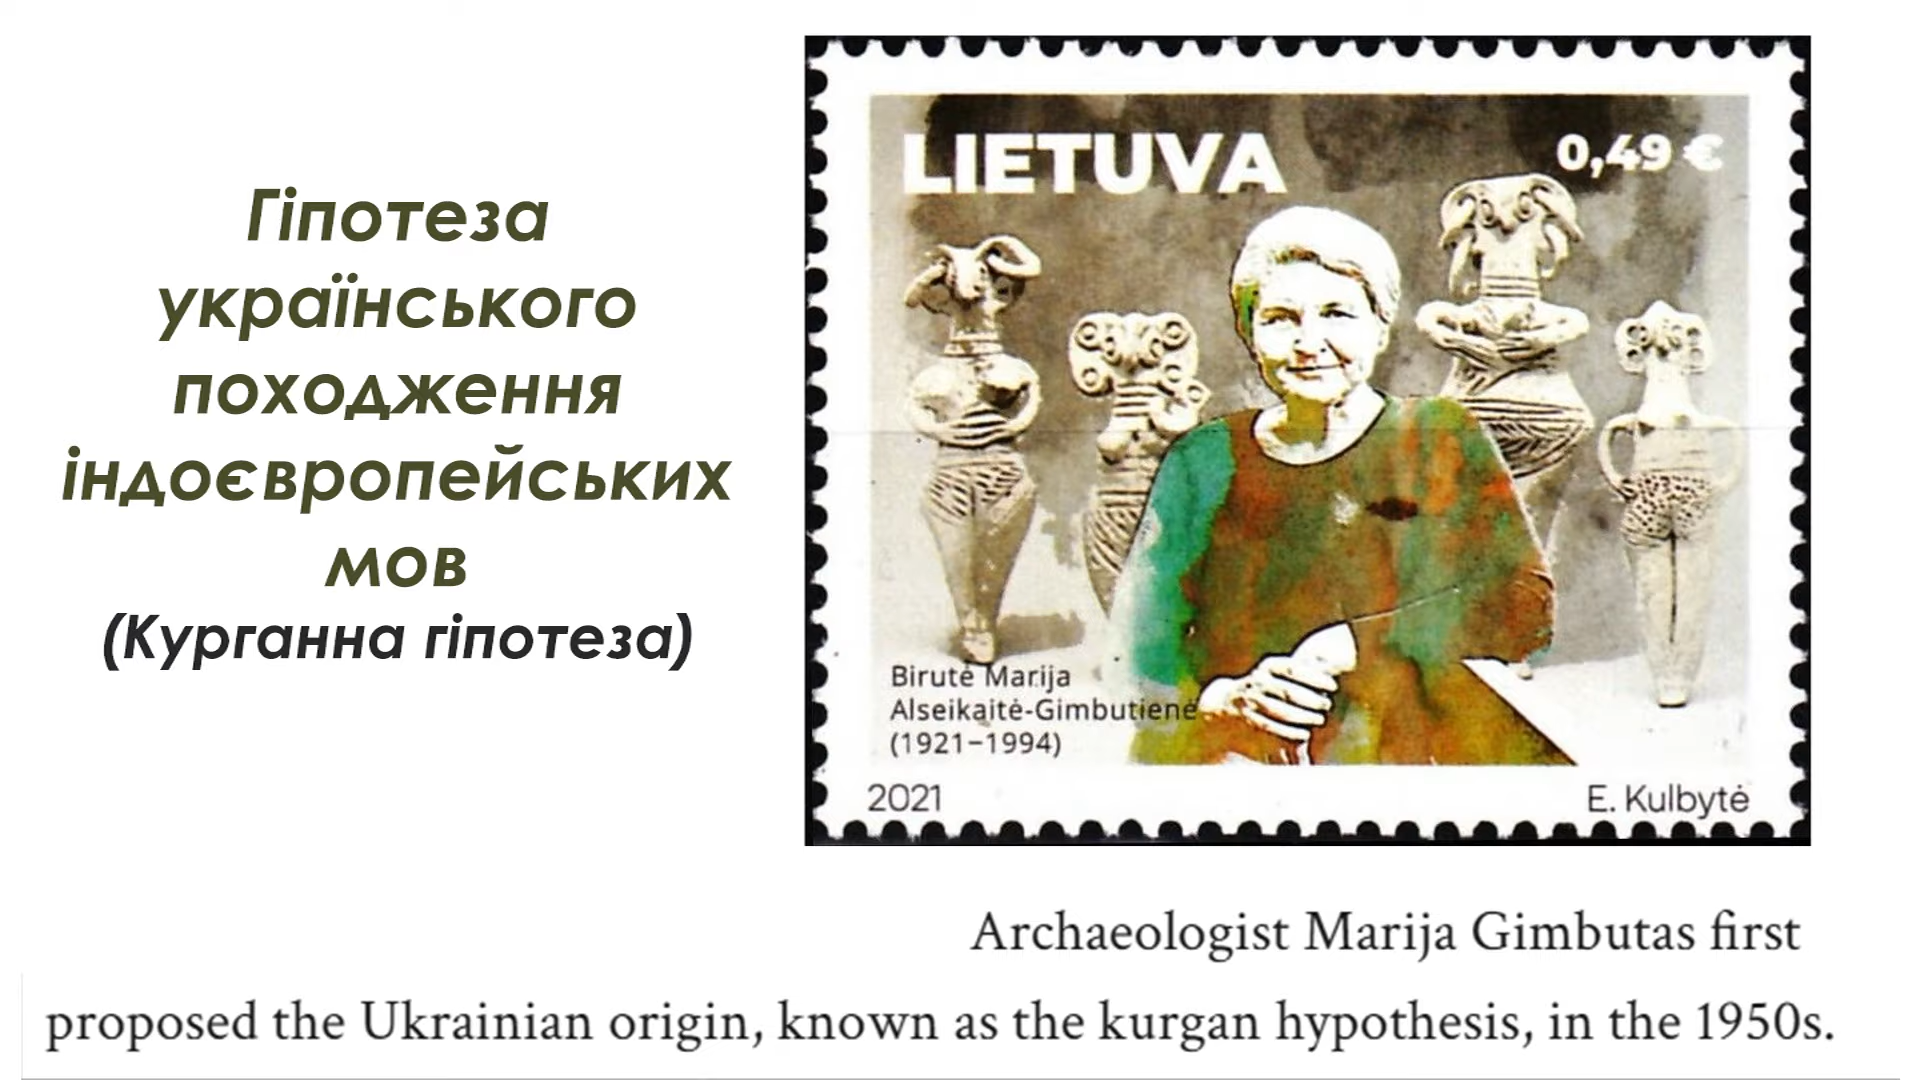 Гіпотеза
українського
походження
індоєвропейських
мов
(Курганна гіпотеза)
LIETUVA
0,49 €
Birutė Marija
Alseikaitė-Gimbutienė
(1921–1994)
2021
E. Kulbytė
Archaeologist Marija Gimbutas first
proposed the Ukrainian origin, known as the kurgan hypothesis, in the 1950s.